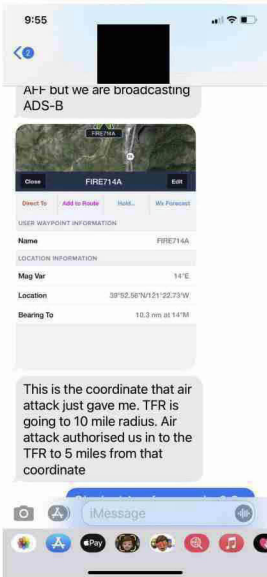 9:55
2
AFF but we are broadcasting
ADS-B
FIRE714A
Close FIRE714A Edit
Direct To Add to Route Hold... Wx Forecast
USER WAYPOINT INFORMATION
Name FIRE714A
LOCATION INFORMATION
Mag Var 14°E
Location 39°52.56'N/121°22.73'W
Bearing To 10.3 nm at 14°M
This is the coordinate that air
attack just gave me. TFR is
going to 10 mile radius. Air
attack authorised us in to the
TFR to 5 miles from that
coordinate
iMessage
Pay